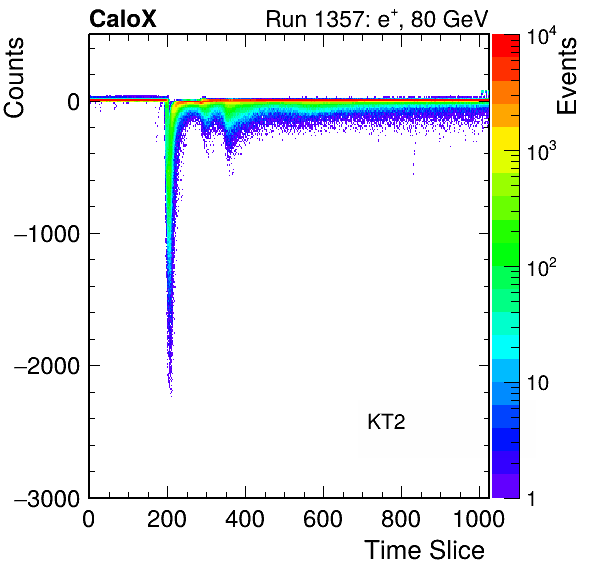 CaloX Run 1357: e⁺, 80 GeV
Counts
Events
0
−1000
−2000
−3000
0 200 400 600 800 1000
Time Slice
KT2
10⁴
10³
10²
10
1